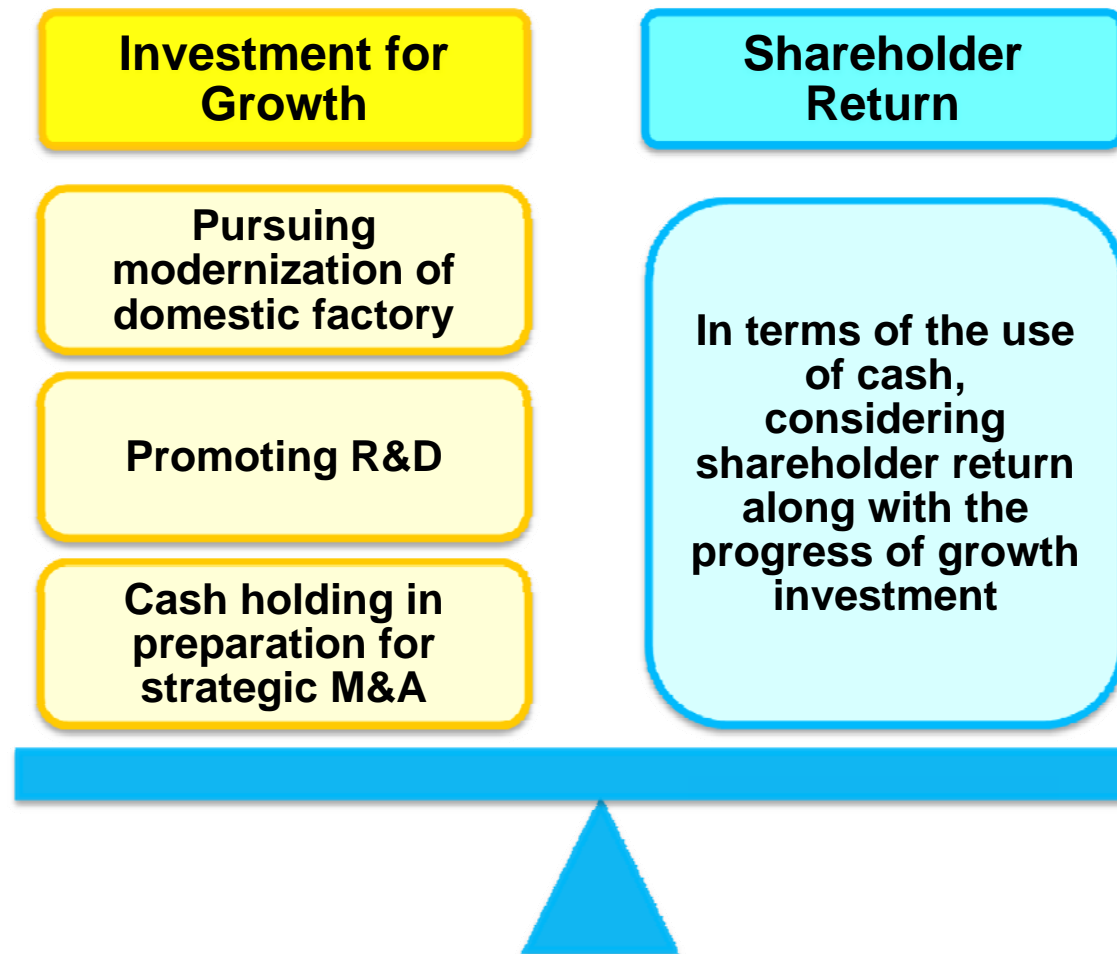 Investment for
Growth
Pursuing
modernization of
domestic factory
Promoting R&D
Cash holding in
preparation for
strategic M&A
Shareholder
Return
In terms of the use
of cash,
considering
shareholder return
along with the
progress of growth
investment